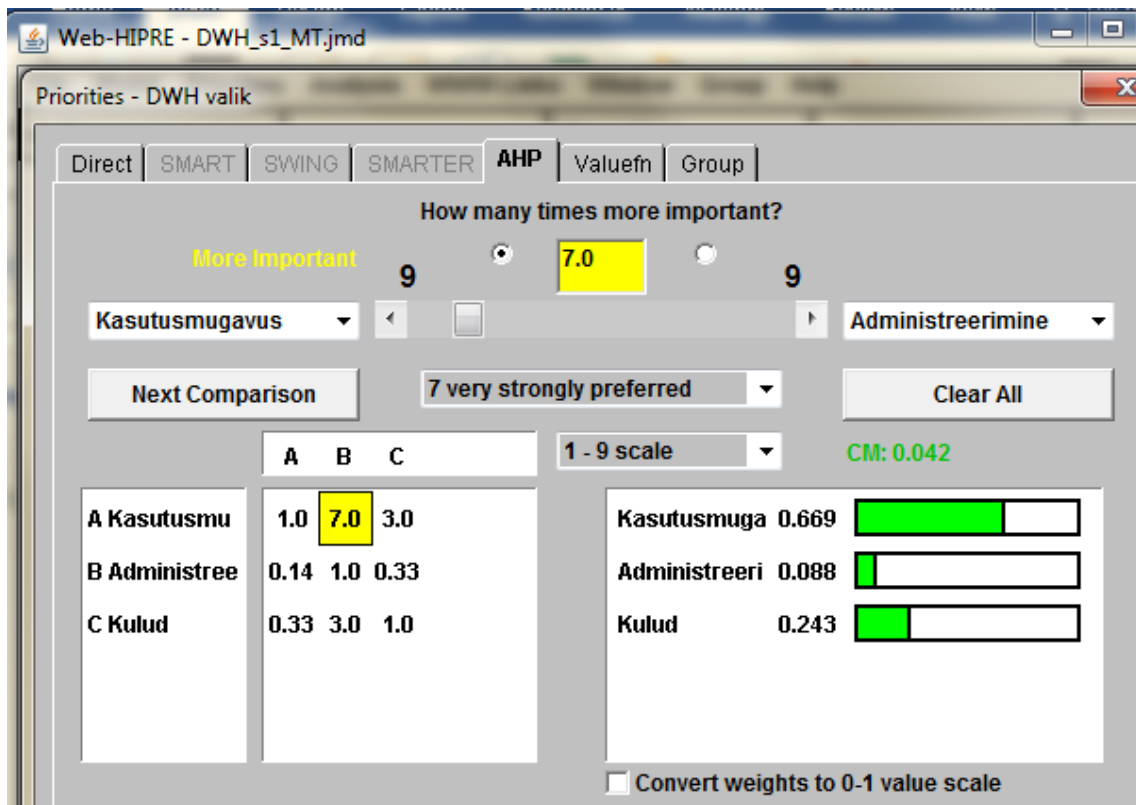 Web-HIPRE - DWH_s1_MT.jmd
Priorities - DWH valik
Direct SMART SWING SMARTER AHP Valuefn Group
How many times more important?
More Important 9 7.0 9
Kasutusmugavus Administreerimine
Next Comparison 7 very strongly preferred Clear All
A B C 1 - 9 scale CM: 0.042
A Kasutusmu 1.0 7.0 3.0 Kasutusmuga 0.669
B Administree 0.14 1.0 0.33 Administreeri 0.088
C Kulud 0.33 3.0 1.0 Kulud 0.243
Convert weights to 0-1 value scale